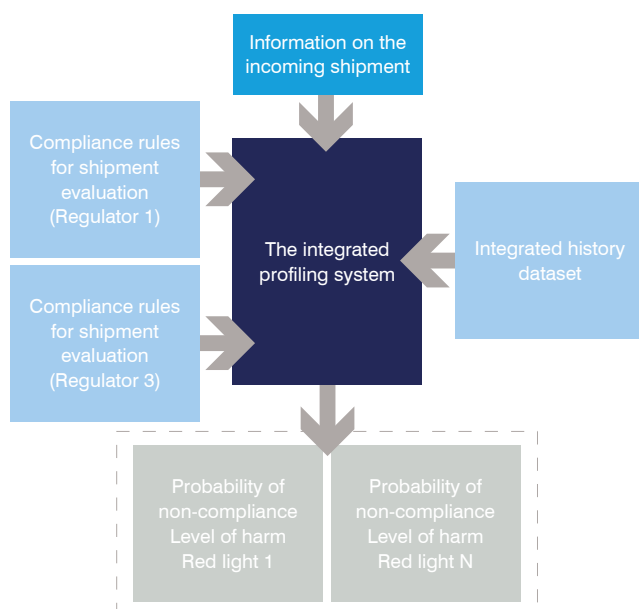 Information on the
incoming shipment
Compliance rules
for shipment
evaluation
(Regulator 1)
The integrated
profiling system
Integrated history
dataset
Compliance rules
for shipment
evaluation
(Regulator 3)
Probability of
non-compliance
Level of harm
Red light 1
Probability of
non-compliance
Level of harm
Red light N